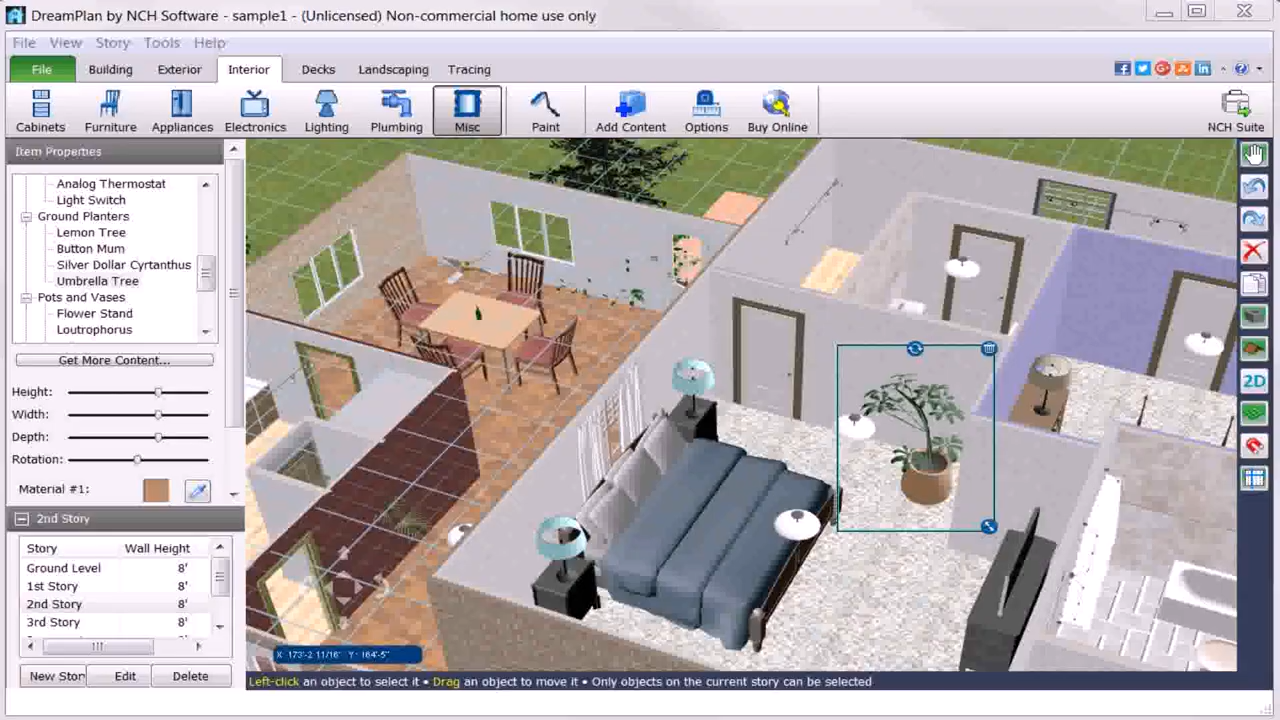 DreamPlan by NCH Software - sample1 - (Unlicensed) Non-commercial home use only
File View Story Tools Help
File Building Exterior Interior Decks Landscaping Tracing
Cabinets Furniture Appliances Electronics Lighting Plumbing Misc Paint Add Content Options Buy Online NCH Suite
Item Properties
Analog Thermostat
Light Switch
Ground Planters
Lemon Tree
Button Mum
Silver Dollar Cyrtanthus
Umbrella Tree
Pots and Vases
Flower Stand
Loutrophorus
Get More Content...
Height:
Width:
Depth:
Rotation:
Material #1:
2nd Story
Story Wall Height
Ground Level 8'
1st Story 8'
2nd Story 8'
3rd Story 8'
New Stor Edit Delete
2D
X: 173'-2 11/16" Y: 164'-5"
Left-click an object to select it • Drag an object to move it • Only objects on the current story can be selected